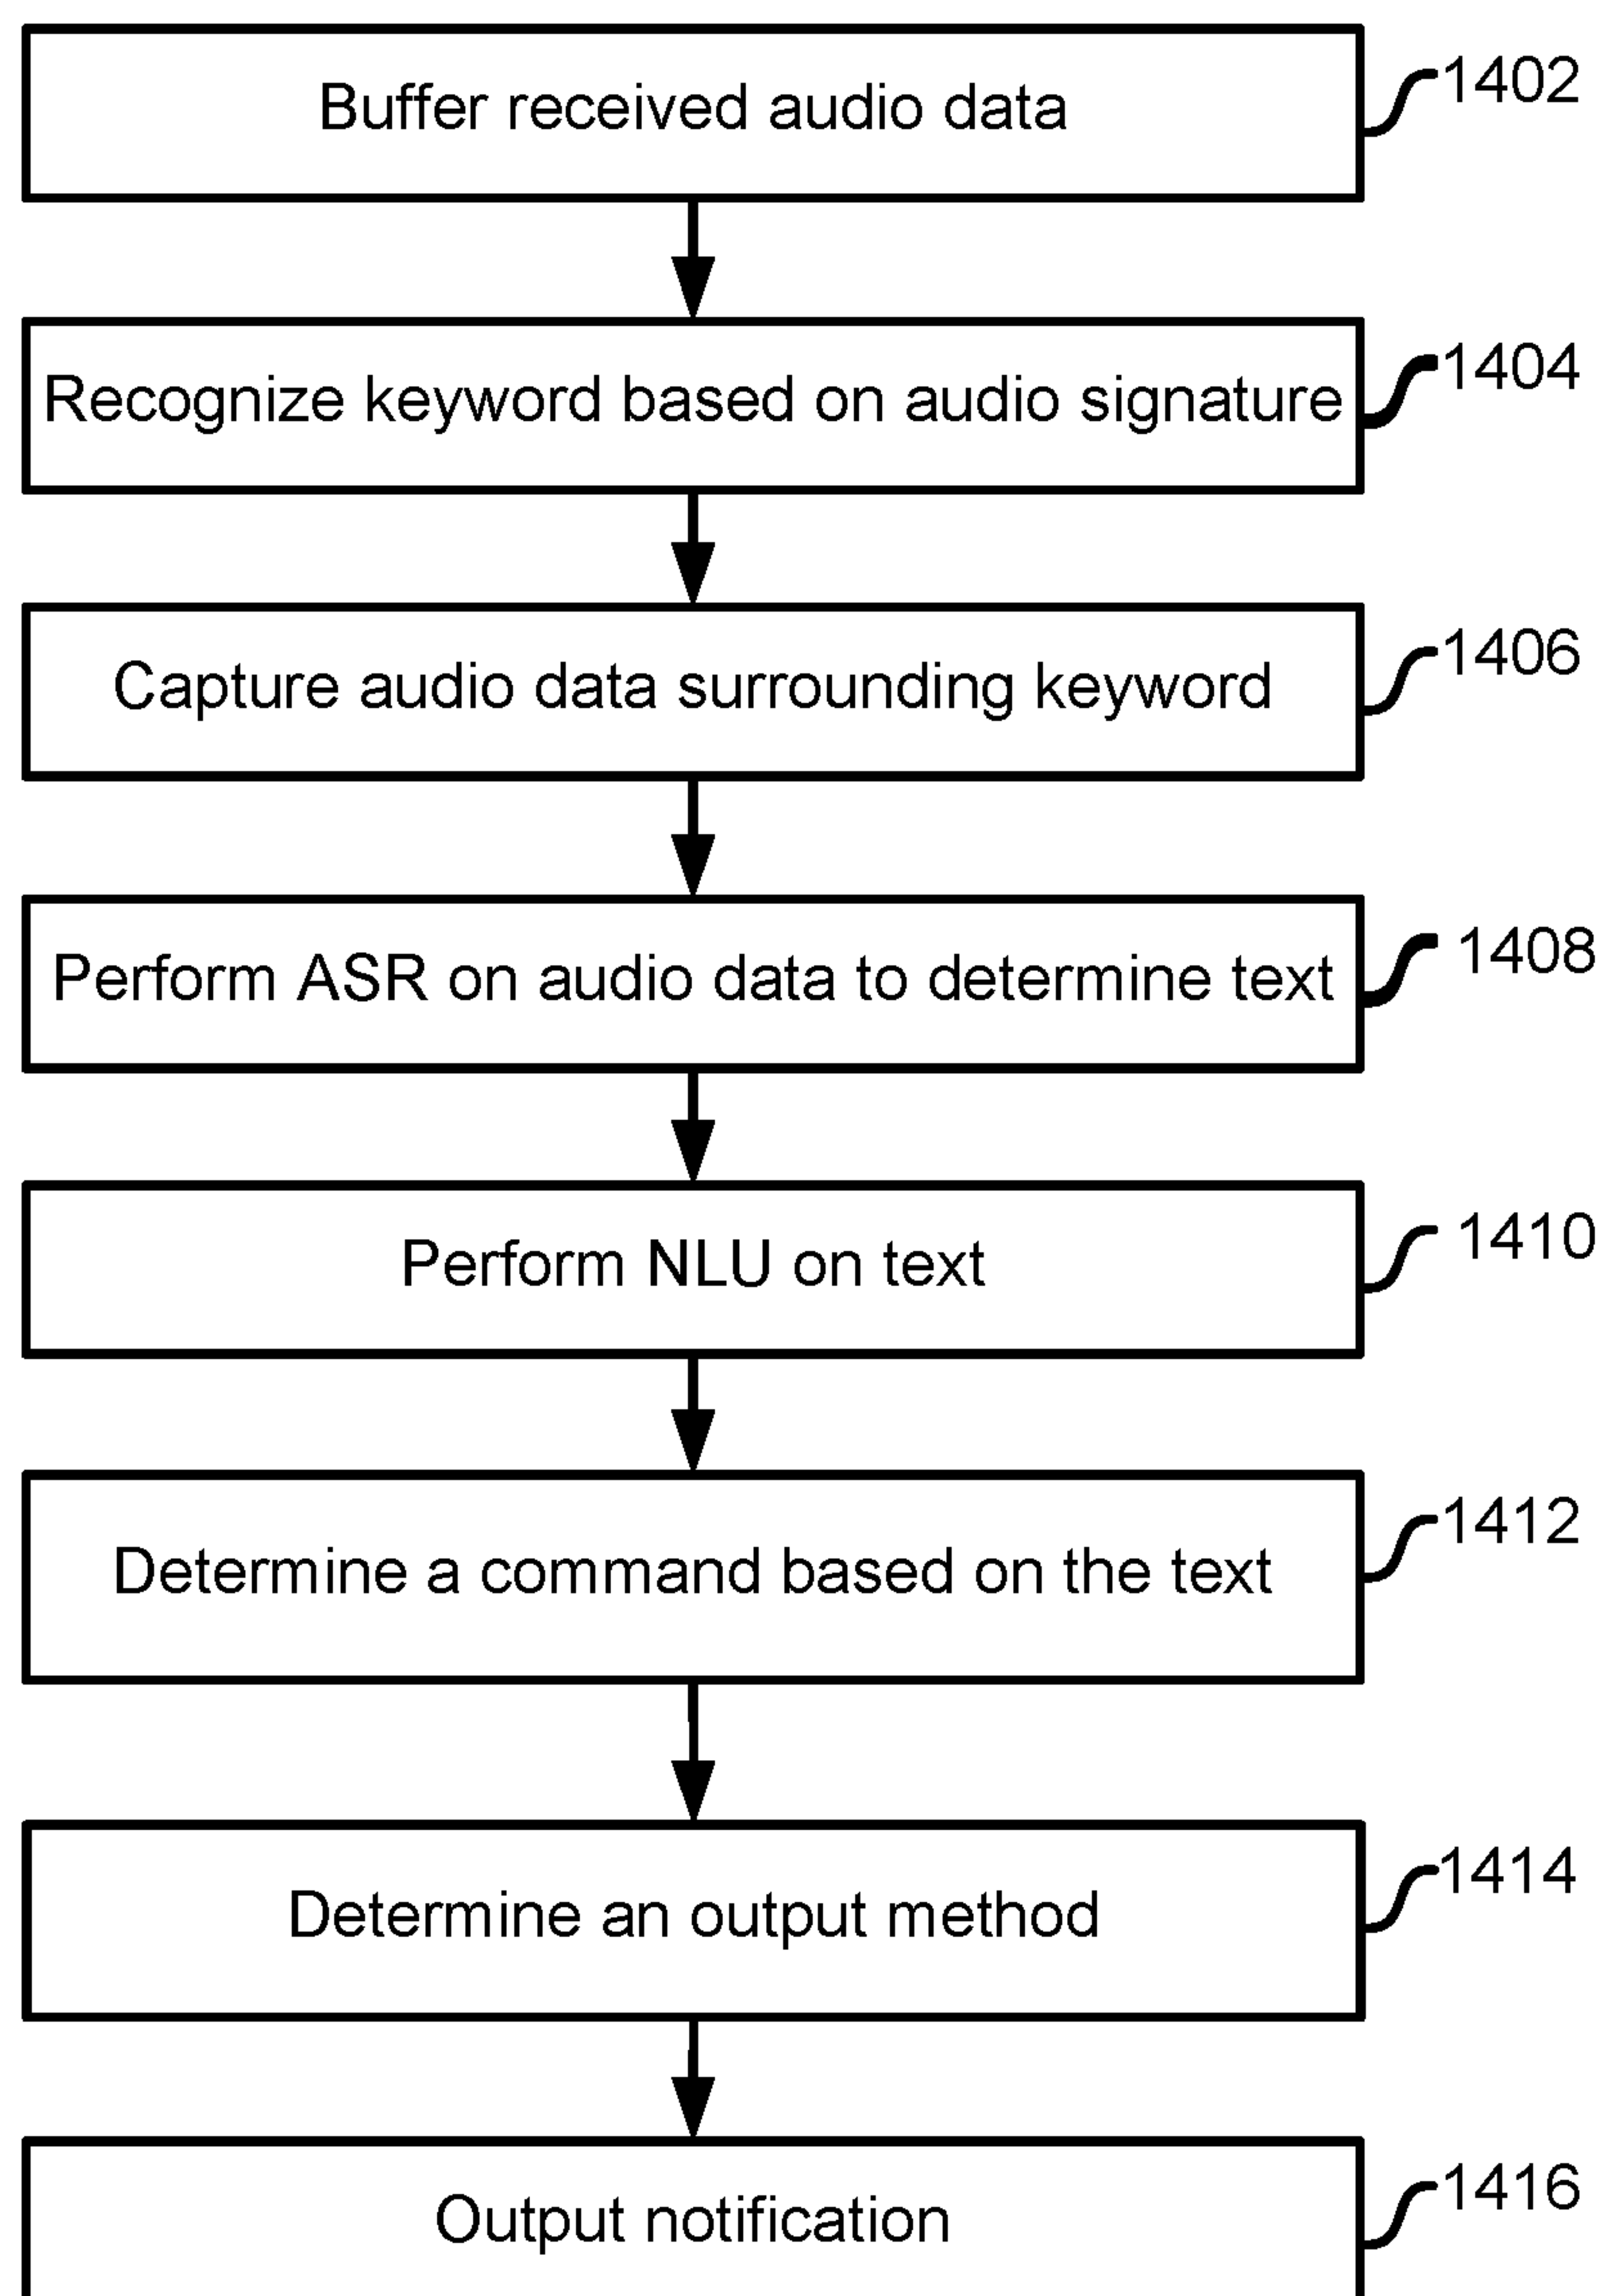 Buffer received audio data
1402
Recognize keyword based on audio signature
1404
Capture audio data surrounding keyword
1406
Perform ASR on audio data to determine text
1408
Perform NLU on text
1410
Determine a command based on the text
1412
Determine an output method
1414
Output notification
1416